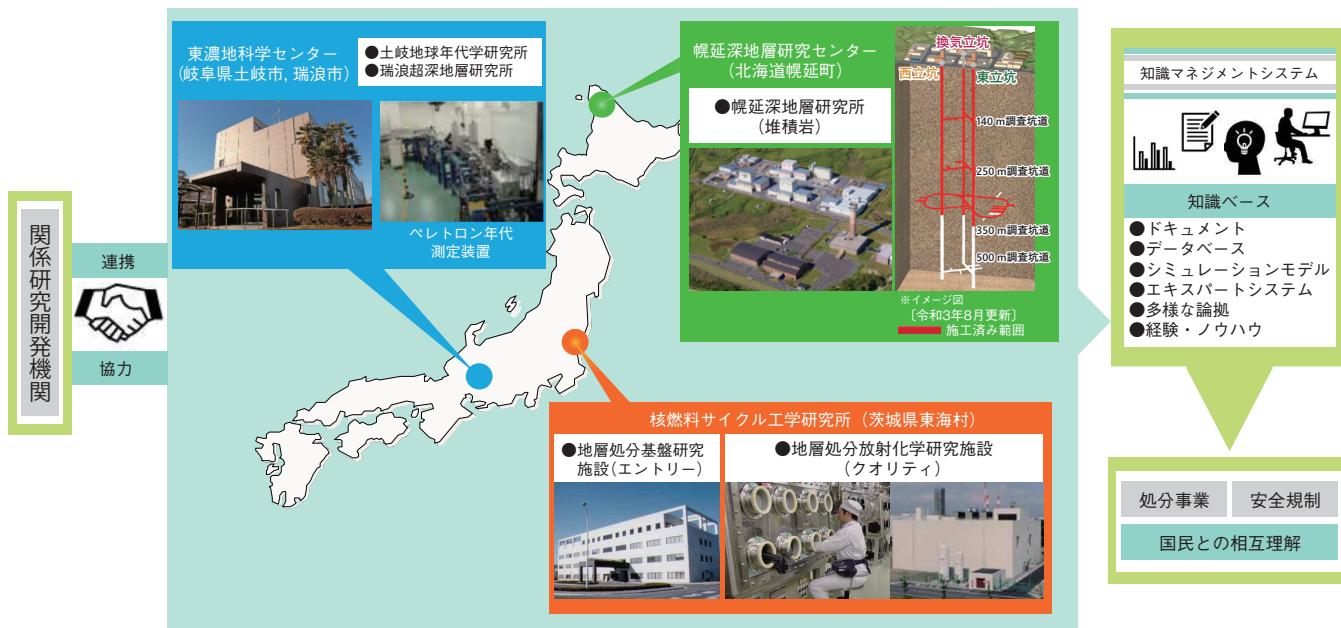 関係研究開発機関
連携
協力
東濃地科学センター
(岐阜県土岐市, 瑞浪市)
●土岐地球年代学研究所
●瑞浪超深地層研究所
ペレトロン年代
測定装置
幌延深地層研究センター
(北海道幌延町)
●幌延深地層研究所
(堆積岩)
換気立坑
西立坑
東立坑
140 m調査坑道
250 m調査坑道
350 m調査坑道
500 m調査坑道
※イメージ図
〔令和3年8月更新〕
施工済み範囲
核燃料サイクル工学研究所（茨城県東海村）
●地層処分基盤研究
施設(エントリー)
●地層処分放射化学研究施設
(クオリティ)
知識マネジメントシステム
知識ベース
●ドキュメント
●データベース
●シミュレーションモデル
●エキスパートシステム
●多様な論拠
●経験・ノウハウ
処分事業
安全規制
国民との相互理解